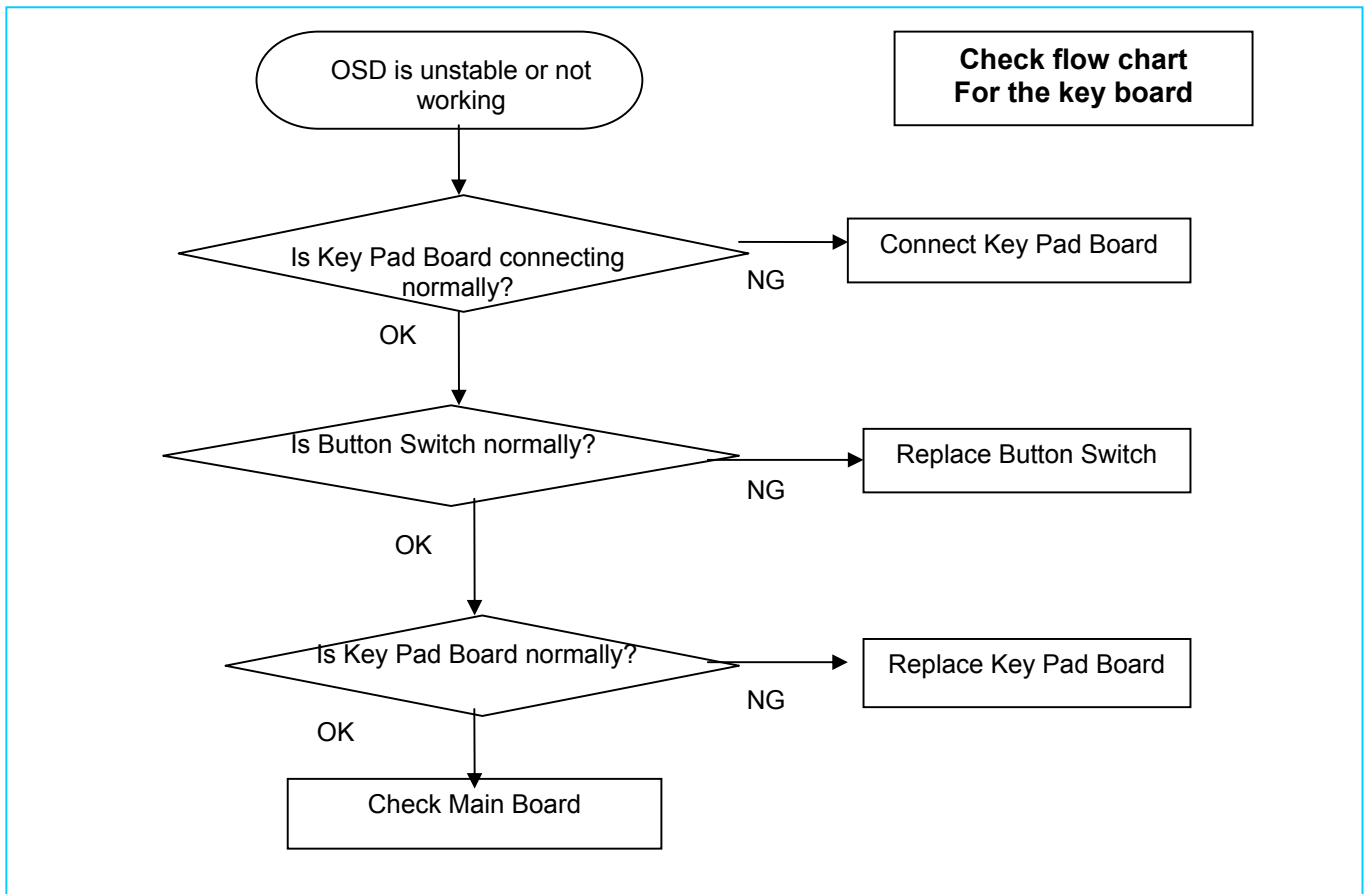 OSD is unstable or not
working
Check flow chart
For the key board
Is Key Pad Board connecting
normally?
NG
Connect Key Pad Board
OK
Is Button Switch normally?
NG
Replace Button Switch
OK
Is Key Pad Board normally?
NG
Replace Key Pad Board
OK
Check Main Board